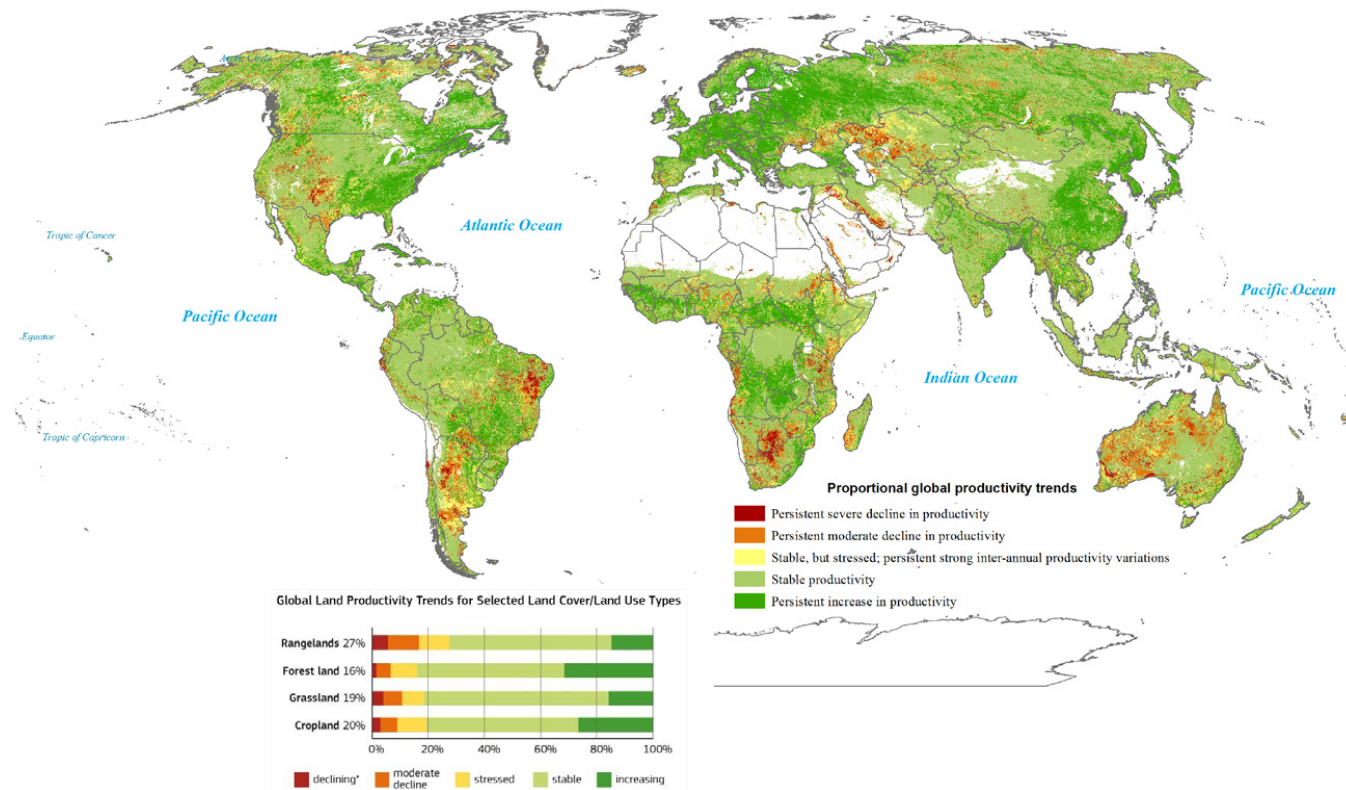 Arctic Circle
Atlantic Ocean
Tropic of Cancer
Pacific Ocean
Pacific Ocean
Equator
Indian Ocean
Tropic of Capricorn
Proportional global productivity trends
Persistent severe decline in productivity
Persistent moderate decline in productivity
Stable, but stressed; persistent strong inter-annual productivity variations
Stable productivity
Persistent increase in productivity
Global Land Productivity Trends for Selected Land Cover/Land Use Types
Rangelands 27%
Forest land 16%
Grassland 19%
Cropland 20%
0% 20% 40% 60% 80% 100%
declining* moderate decline stressed stable increasing